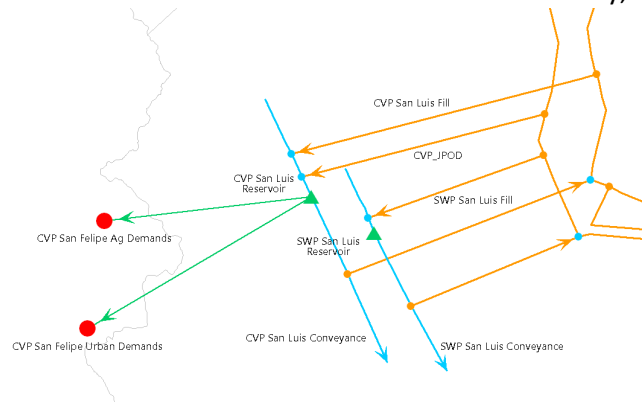 CVP San Luis Fill
CVP_JPOD
CVP San Luis
Reservoir
SWP San Luis Fill
CVP San Felipe Ag Demands
SWP San Luis
Reservoir
CVP San Luis Conveyance
SWP San Luis Conveyance
CVP San Felipe Urban Demands